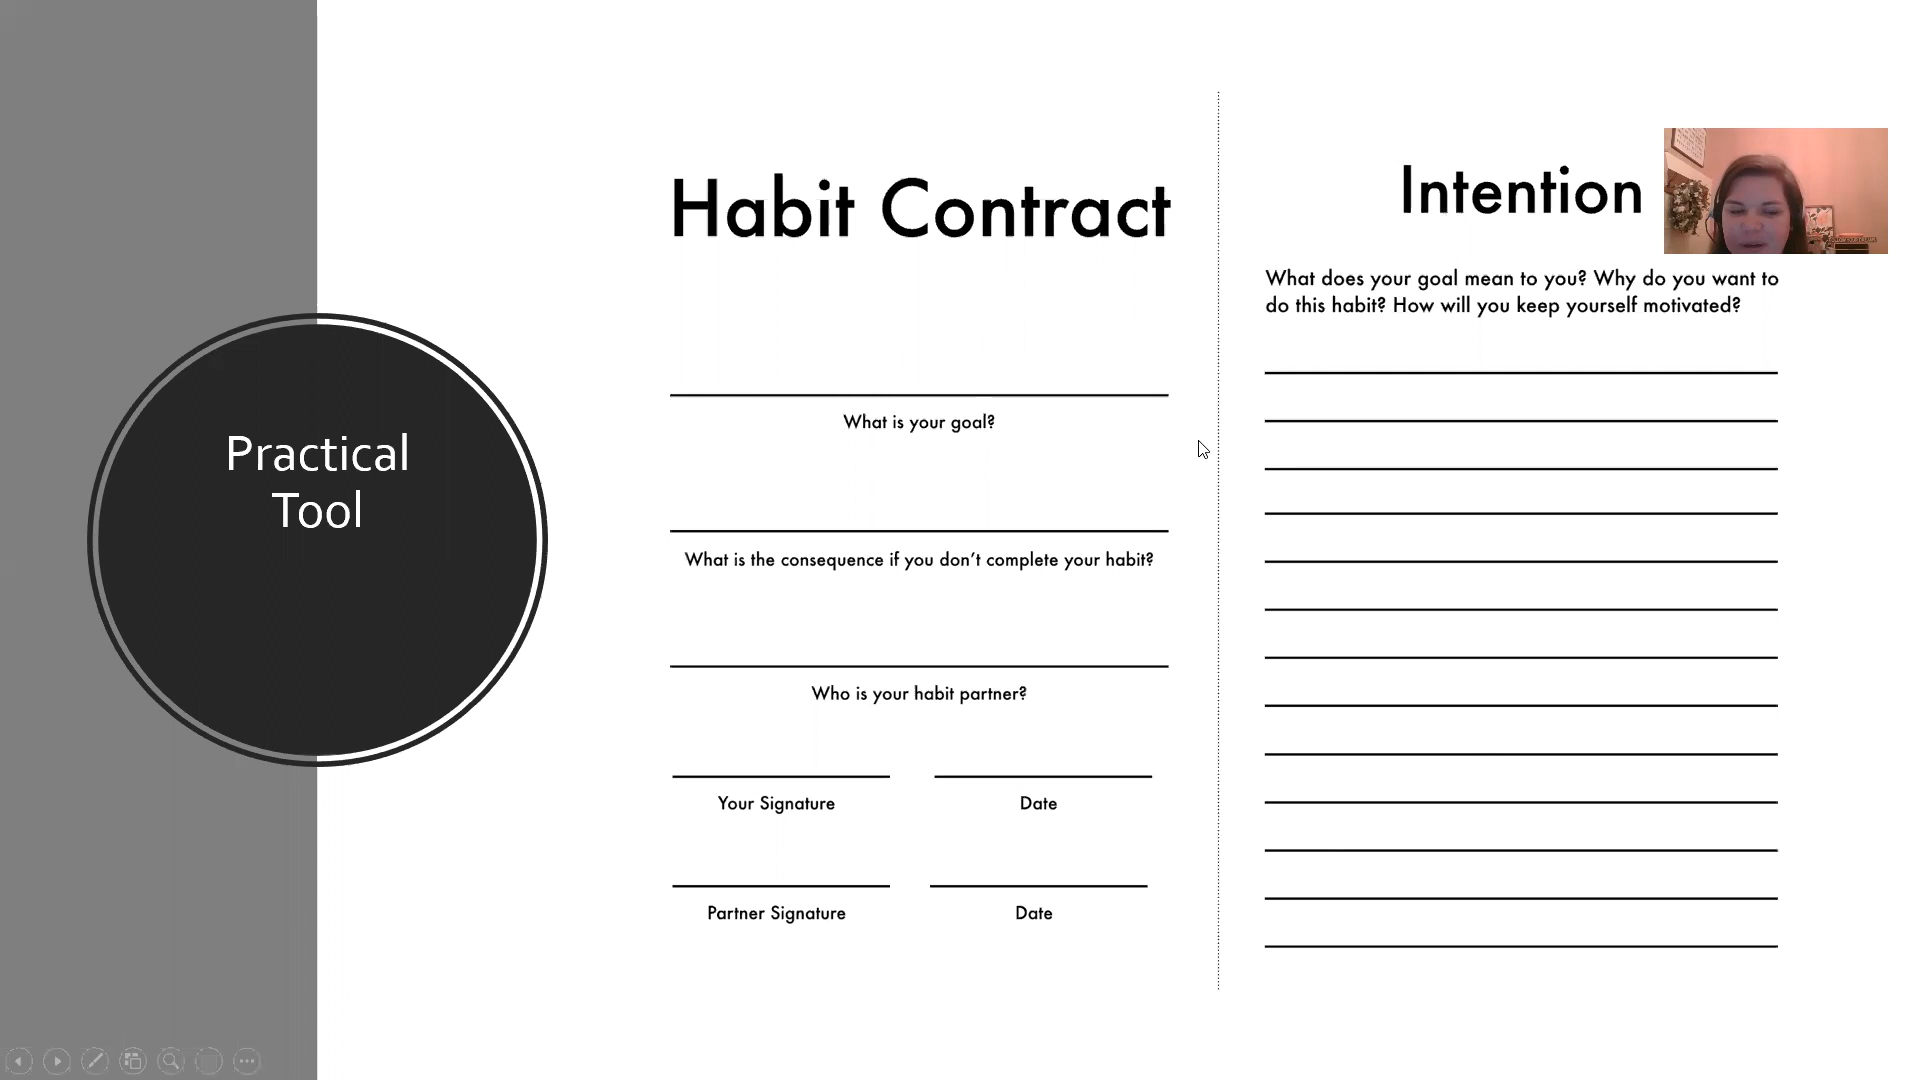 Practical
Tool
Habit Contract
What is your goal?
What is the consequence if you don't complete your habit?
Who is your habit partner?
Your Signature Date
Partner Signature Date
Intention
What does your goal mean to you? Why do you want to
do this habit? How will you keep yourself motivated?